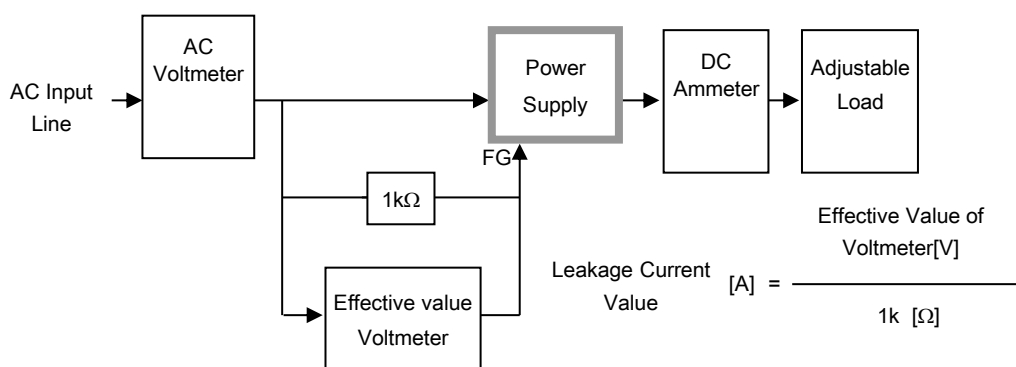 AC Input
Line
AC
Voltmeter
Power
Supply
DC
Ammeter
Adjustable
Load
FG
1kΩ
Effective value
Voltmeter
Leakage Current
Value
[A] =
Effective Value of
Voltmeter[V]
1k [Ω]